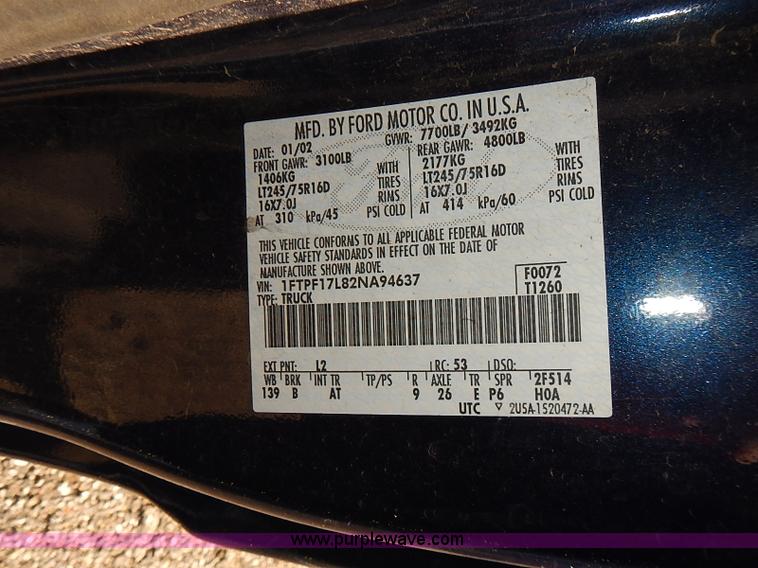 MFD. BY FORD MOTOR CO. IN U.S.A.
DATE: 01/02 GVWR: 7700LB/ 3492KG
FRONT GAWR: 3100LB REAR GAWR: 4800LB
1406KG WITH 2177KG WITH
LT245/75R16D TIRES LT245/75R16D TIRES
16X7.0J RIMS 16X7.0J RIMS
AT 310 kPa/45 PSI COLD AT 414 kPa/60 PSI COLD
THIS VEHICLE CONFORMS TO ALL APPLICABLE FEDERAL MOTOR
VEHICLE SAFETY STANDARDS IN EFFECT ON THE DATE OF
MANUFACTURE SHOWN ABOVE.
VIN: 1FTPF17L82NA94637 F0072
TYPE: TRUCK T1260
EXT PNT: L2 RC: 53 DSO:
WB BRK INT TR TP/PS R AXLE TR SPR 2F514
139 B AT 9 26 E P6 H0A
UTC ▽ 2U5A-1520472-AA
www.purplewave.com